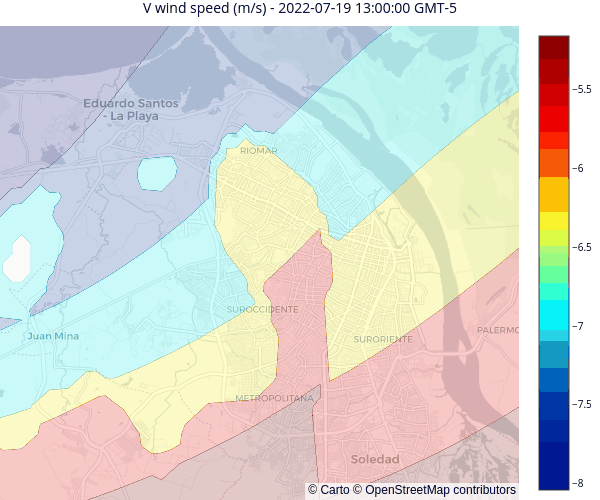 V wind speed (m/s) - 2022-07-19 13:00:00 GMT-5
Eduardo Santos
- La Playa
RIOMAR
SUROCCIDENTE
Juan Mina
SURORIENTE
PALERMO
METROPOLITANA
Soledad
© Carto © OpenStreetMap contributors
−5.5
−6
−6.5
−7
−7.5
−8